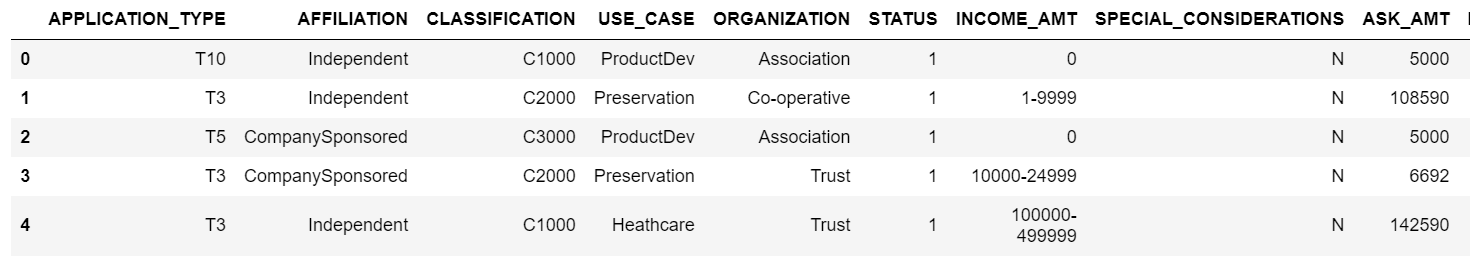 APPLICATION_TYPE AFFILIATION CLASSIFICATION USE_CASE ORGANIZATION STATUS INCOME_AMT SPECIAL_CONSIDERATIONS ASK_AMT
0 T10 Independent C1000 ProductDev Association 1 0 N 5000
1 T3 Independent C2000 Preservation Co-operative 1 1-9999 N 108590
2 T5 CompanySponsored C3000 ProductDev Association 1 0 N 5000
3 T3 CompanySponsored C2000 Preservation Trust 1 10000-24999 N 6692
4 T3 Independent C1000 Heathcare Trust 1 100000-
499999 N 142590